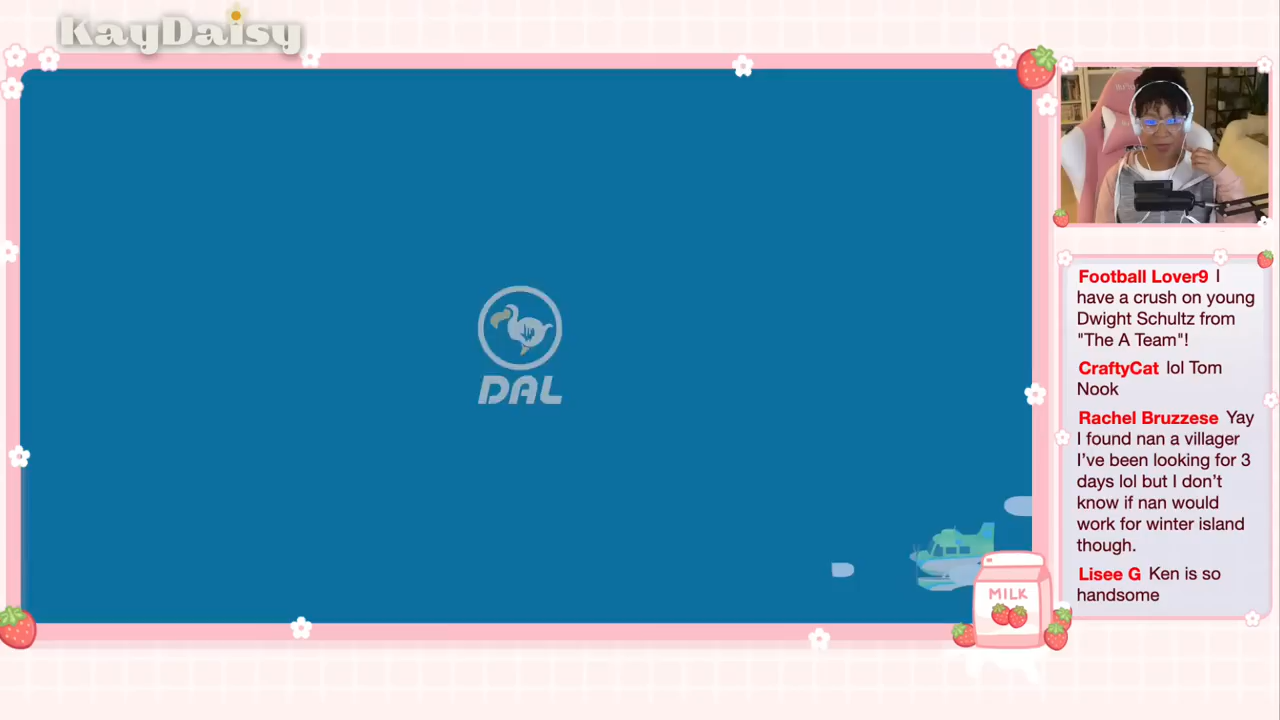 KayDaisy
DAL
MILK
Football Lover9 I
have a crush on young
Dwight Schultz from
"The A Team"!
CraftyCat lol Tom
Nook
Rachel Bruzzese Yay
I found nan a villager
I’ve been looking for 3
days lol but I don’t
know if nan would
work for winter island
though.
Lisee G Ken is so
handsome